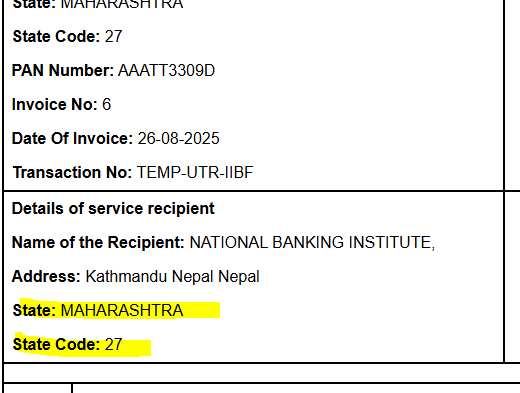 State: MAHARASHTRA
State Code: 27
PAN Number: AAATT3309D
Invoice No: 6
Date Of Invoice: 26-08-2025
Transaction No: TEMP-UTR-IIBF
Details of service recipient
Name of the Recipient: NATIONAL BANKING INSTITUTE,
Address: Kathmandu Nepal Nepal
State: MAHARASHTRA
State Code: 27